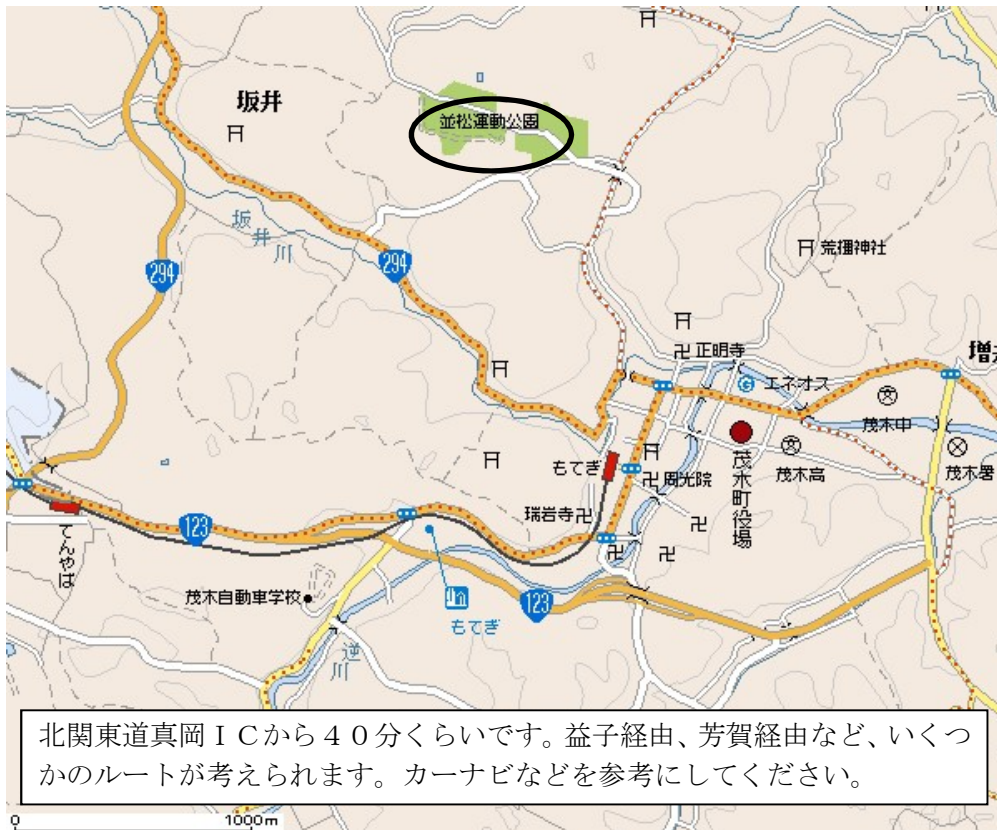 坂井
並松運動公園
坂井川
294
294
荒橿神社
正明寺
エネオス
茂木中
茂木高
茂木署
茂木町役場
もてぎ
周光院
瑞岩寺
123
てんやば
茂木自動車学校
もてぎ
123
逆川
北関東道真岡ＩＣから４０分くらいです。益子経由、芳賀経由など、いくつ
かのルートが考えられます。カーナビなどを参考にしてください。
0 1000m